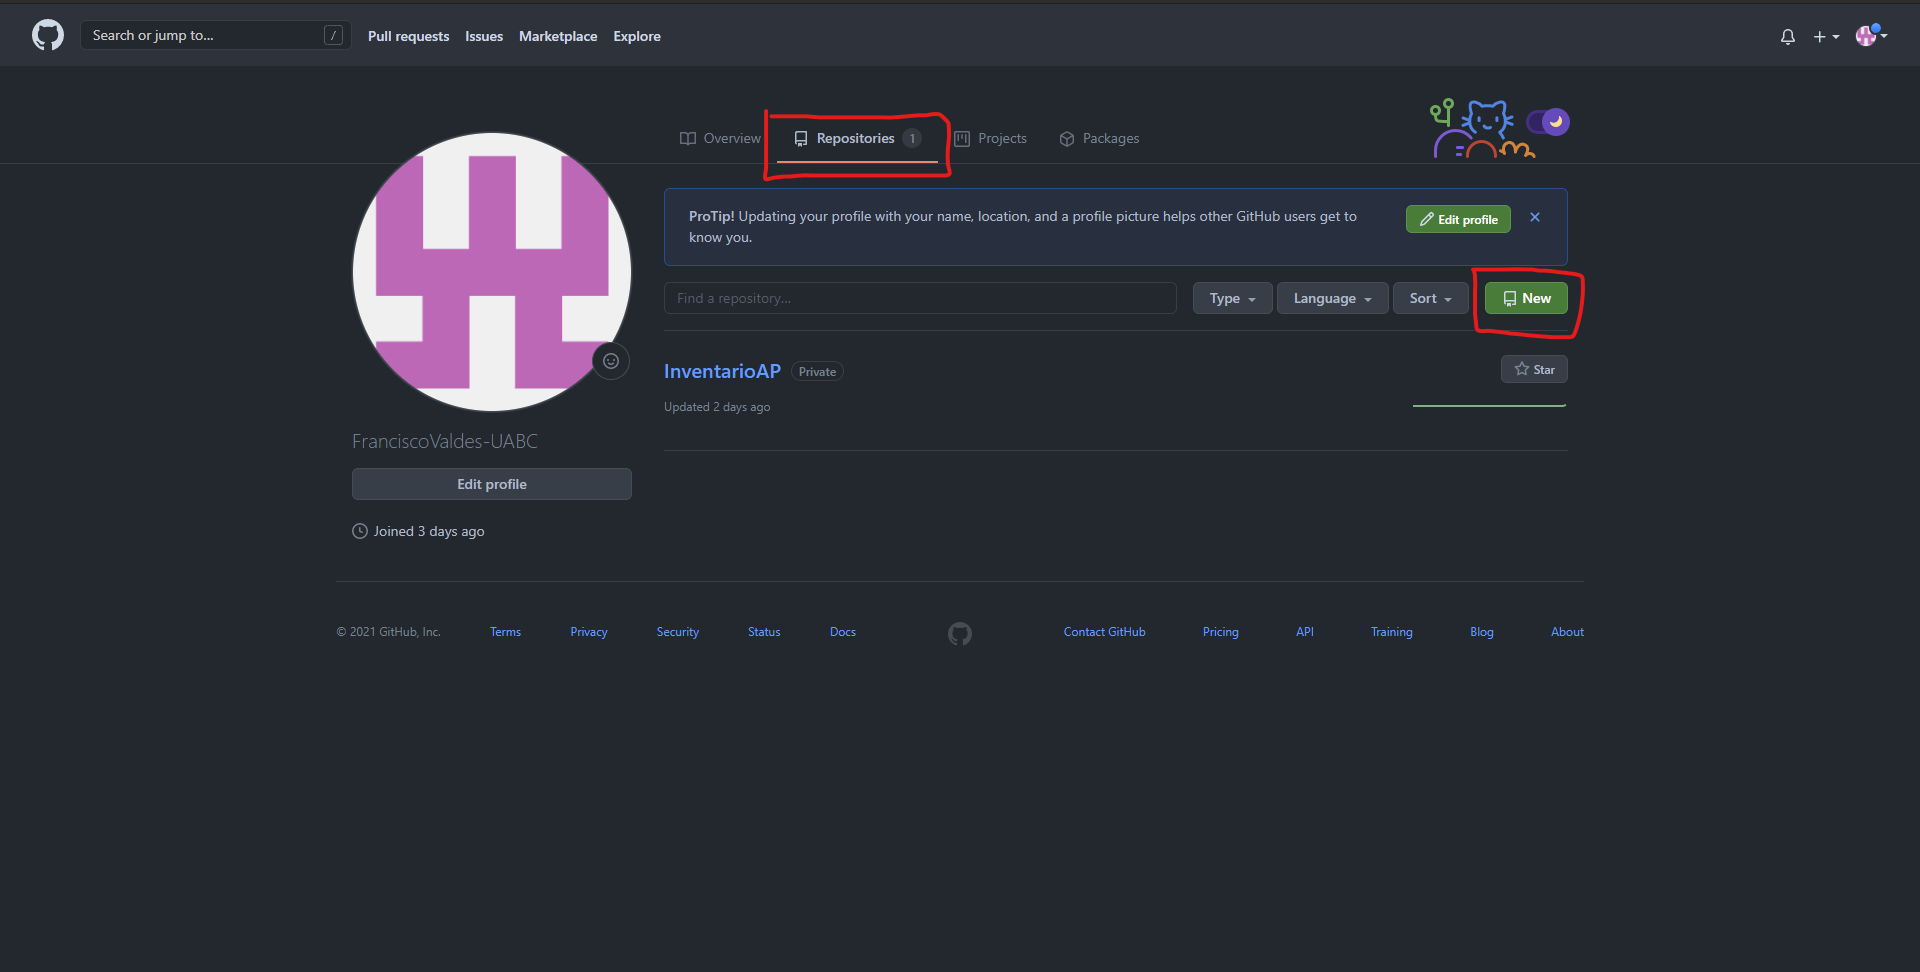 Search or jump to... /
Pull requests Issues Marketplace Explore
Overview Repositories 1 Projects Packages
ProTip! Updating your profile with your name, location, and a profile picture helps other GitHub users get to
know you.
Edit profile
Find a repository...
Type Language Sort New
InventarioAP Private
Star
Updated 2 days ago
FranciscoValdes-UABC
Edit profile
Joined 3 days ago
© 2021 GitHub, Inc. Terms Privacy Security Status Docs Contact GitHub Pricing API Training Blog About